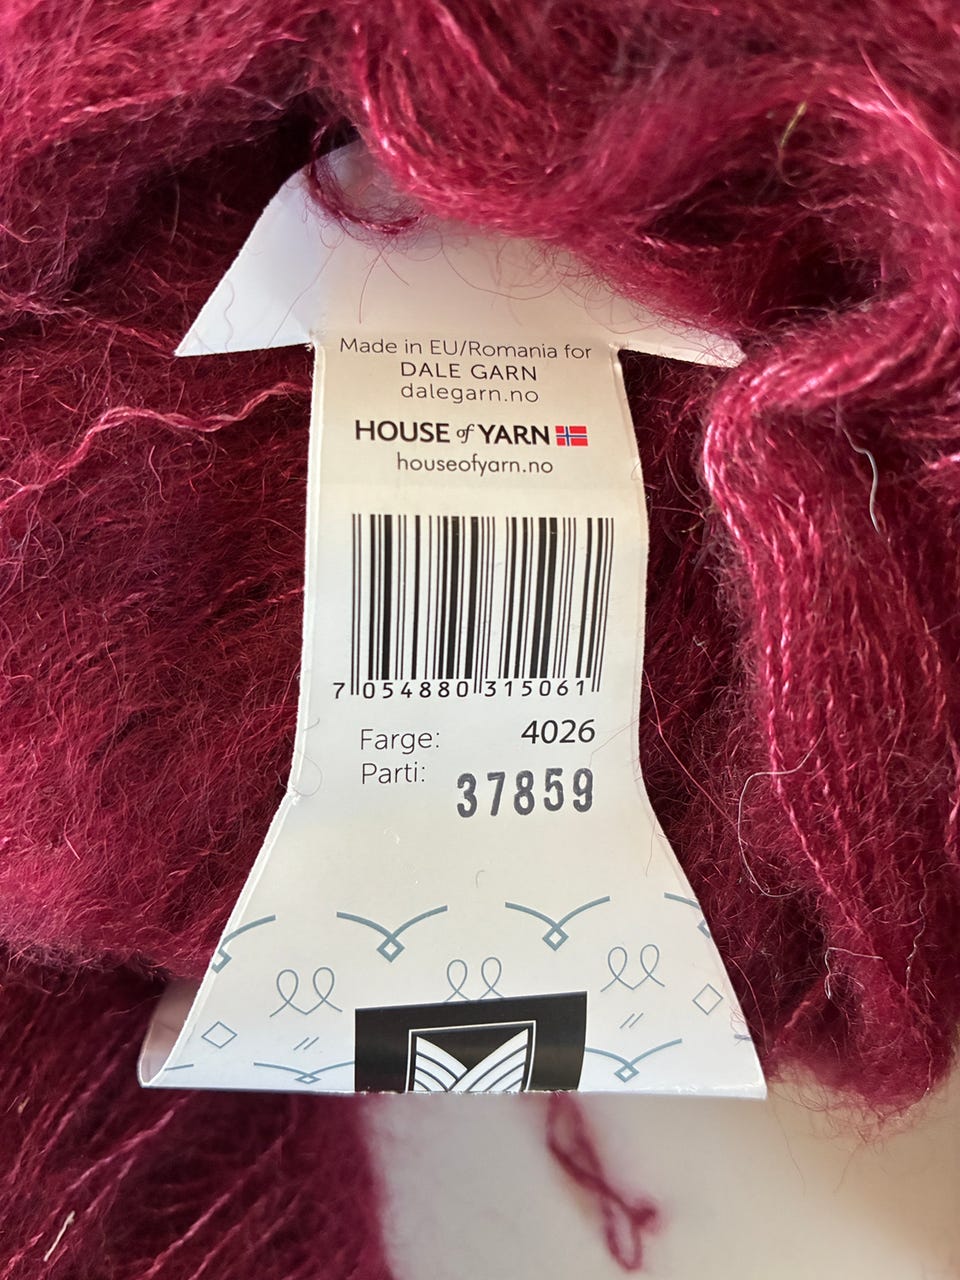 Made in EU/Romania for
DALE GARN
dalegarn.no
HOUSE of YARN
houseofyarn.no
7 054880 315061
Farge: 4026
Parti: 37859